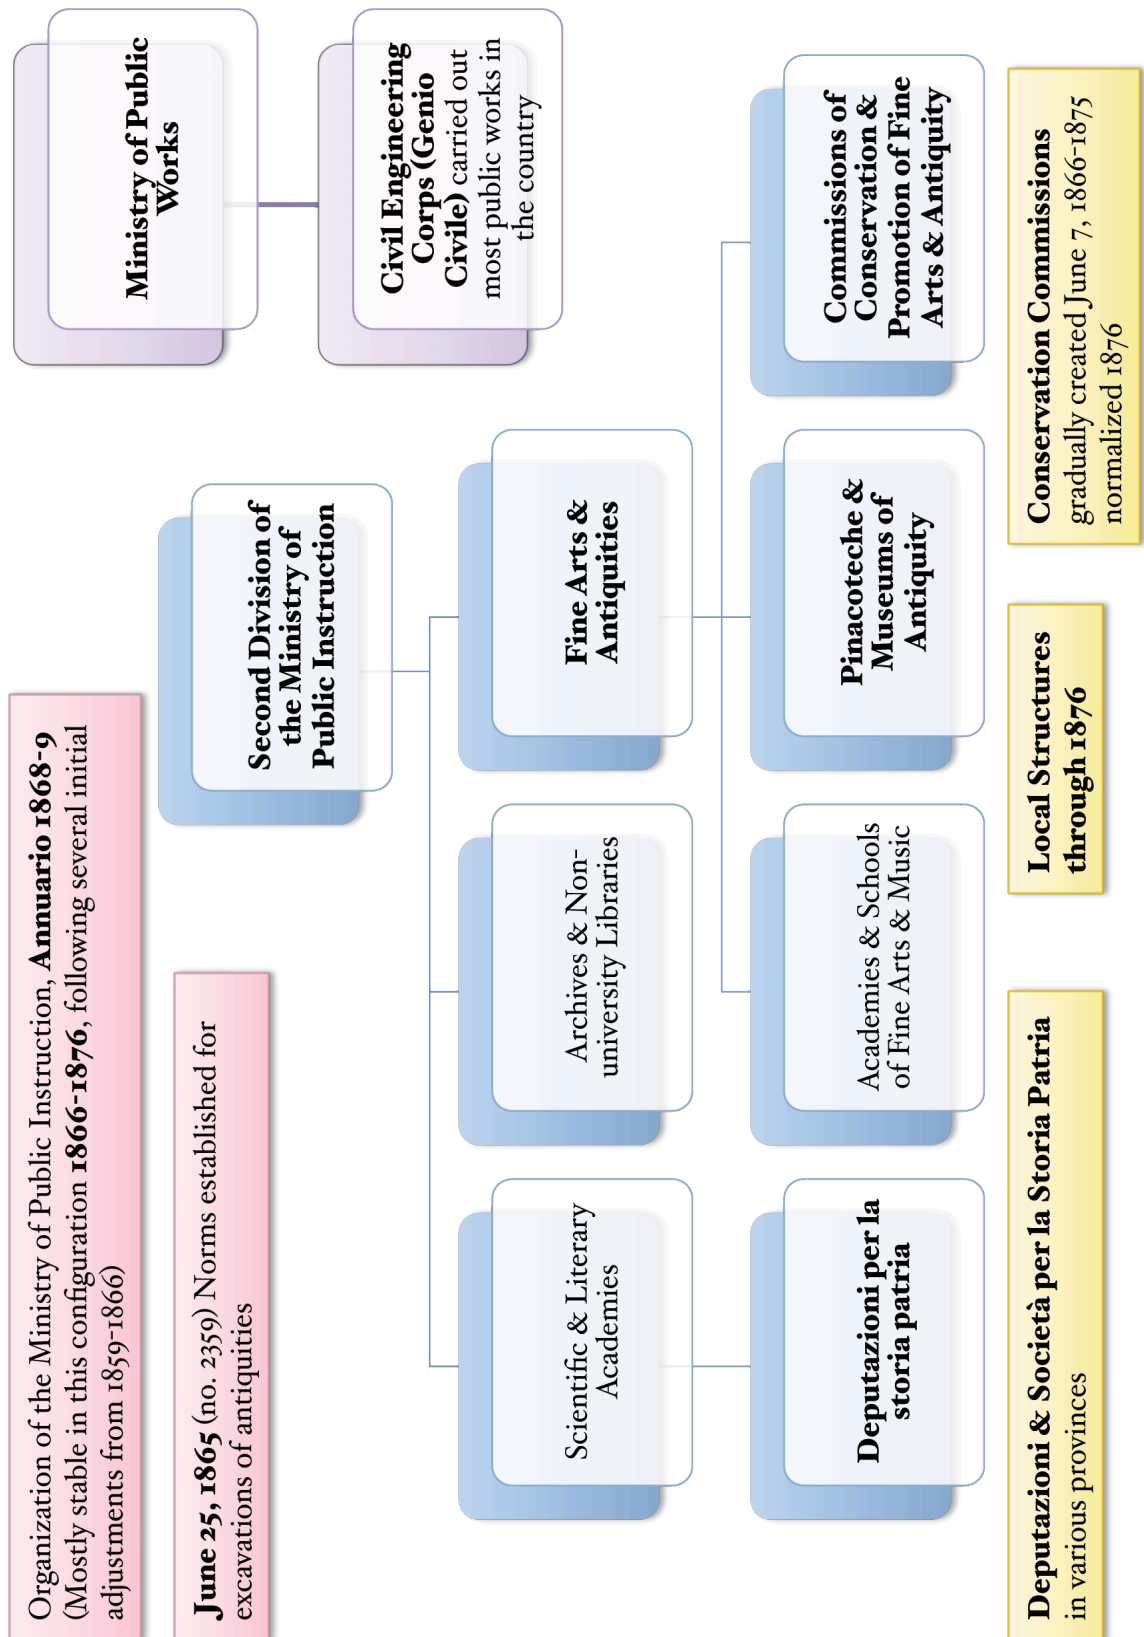 Organization of the Ministry of Public Instruction, Annuario 1868-9
(Mostly stable in this configuration 1866-1876, following several initial
adjustments from 1859-1866)
June 25, 1865 (no. 2359) Norms established for
excavations of antiquities
Ministry of Public
Works
Civil Engineering
Corps (Genio
Civile) carried out
most public works in
the country
Second Division of
the Ministry of
Public Instruction
Scientific & Literary
Academies
Archives & Non-
university Libraries
Fine Arts &
Antiquities
Deputazioni per la
storia patria
Academies & Schools
of Fine Arts & Music
Pinacoteche &
Museums of
Antiquity
Commissions of
Conservation &
Promotion of Fine
Arts & Antiquity
Deputazioni & Società per la Storia Patria
in various provinces
Local Structures
through 1876
Conservation Commissions
gradually created June 7, 1866-1875
normalized 1876